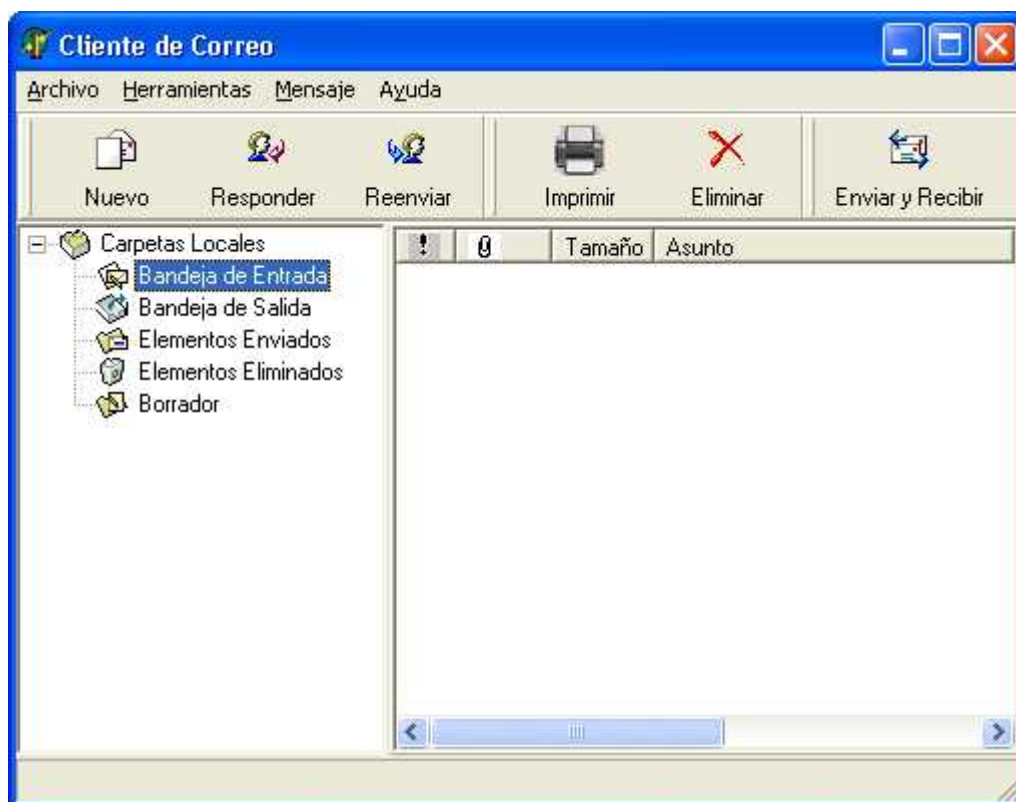 Cliente de Correo
Archivo Herramientas Mensaje Ayuda
Nuevo Responder Reenviar Imprimir Eliminar Enviar y Recibir
Carpetas Locales
! Tamaño Asunto
Bandeja de Entrada
Bandeja de Salida
Elementos Enviados
Elementos Eliminados
Borrador